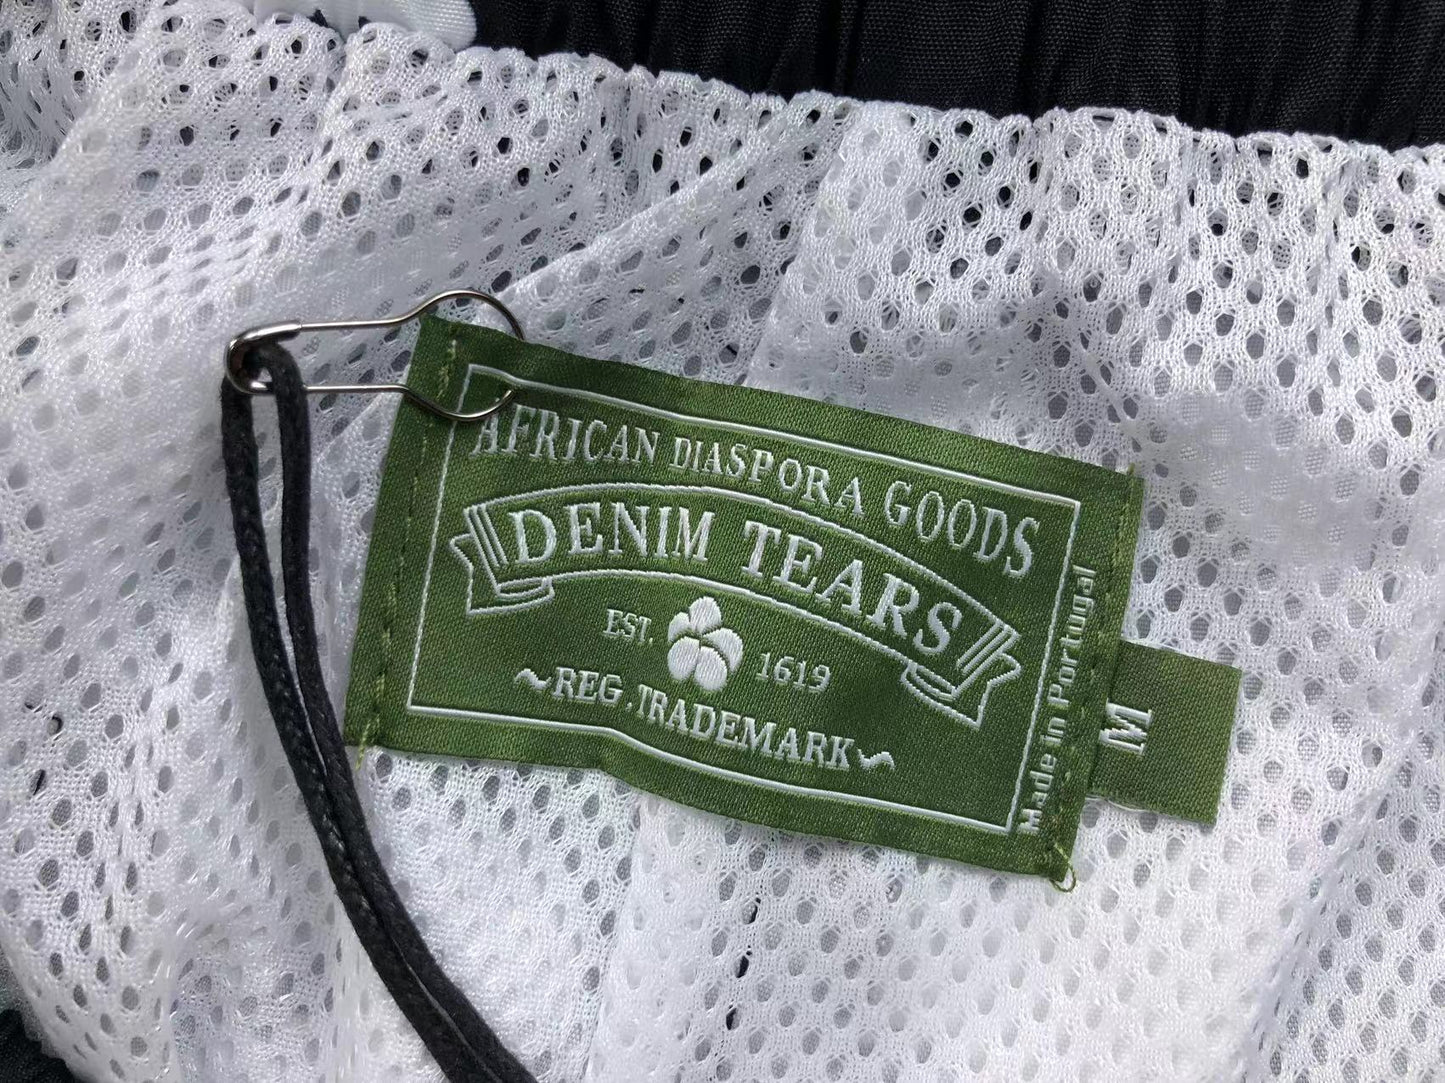 AFRICAN DIASPORA GOODS
DENIM TEARS
EST. 1619
~REG.TRADEMARK~
Made in Portugal
M